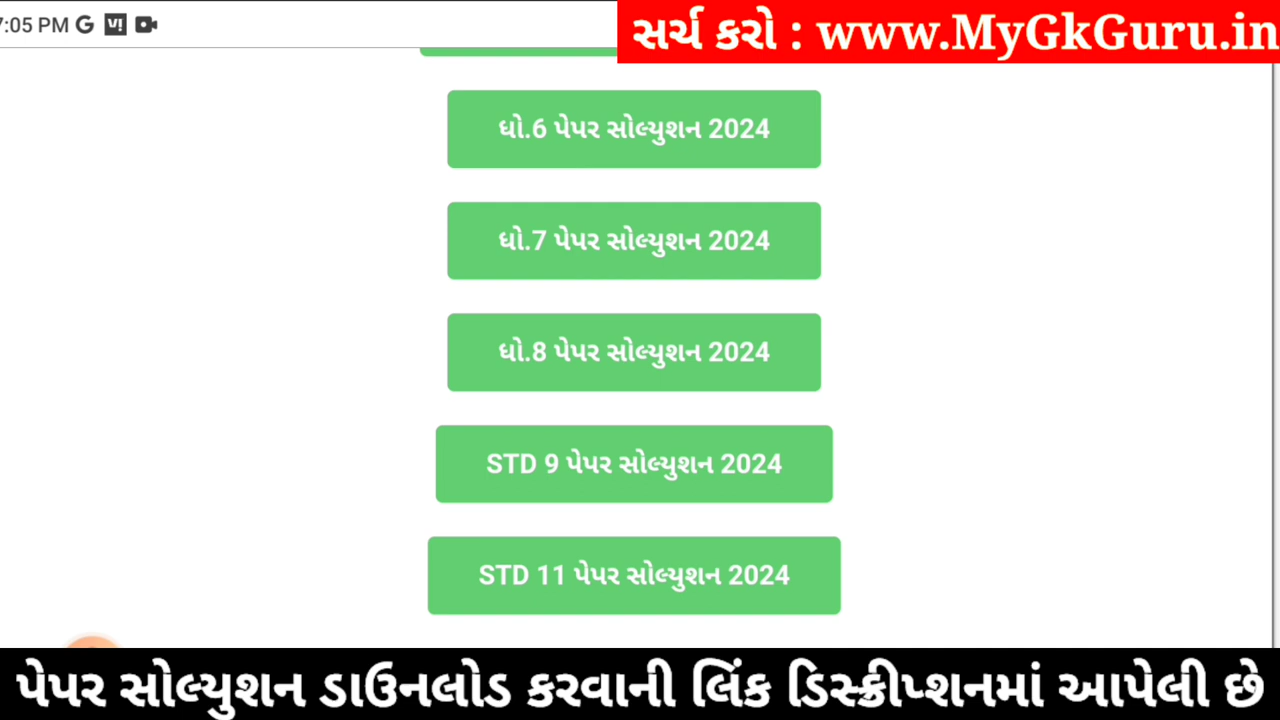 7:05 PM G
સર્ચ કરો : www.MyGkGuru.in
ધો.6 પેપર સોલ્યુશન 2024
ધો.7 પેપર સોલ્યુશન 2024
ધો.8 પેપર સોલ્યુશન 2024
STD 9 પેપર સોલ્યુશન 2024
STD 11 પેપર સોલ્યુશન 2024
પેપર સોલ્યુશન ડાઉનલોડ કરવાની લિંક ડિસ્ક્રીપ્શનમાં આપેલી છે